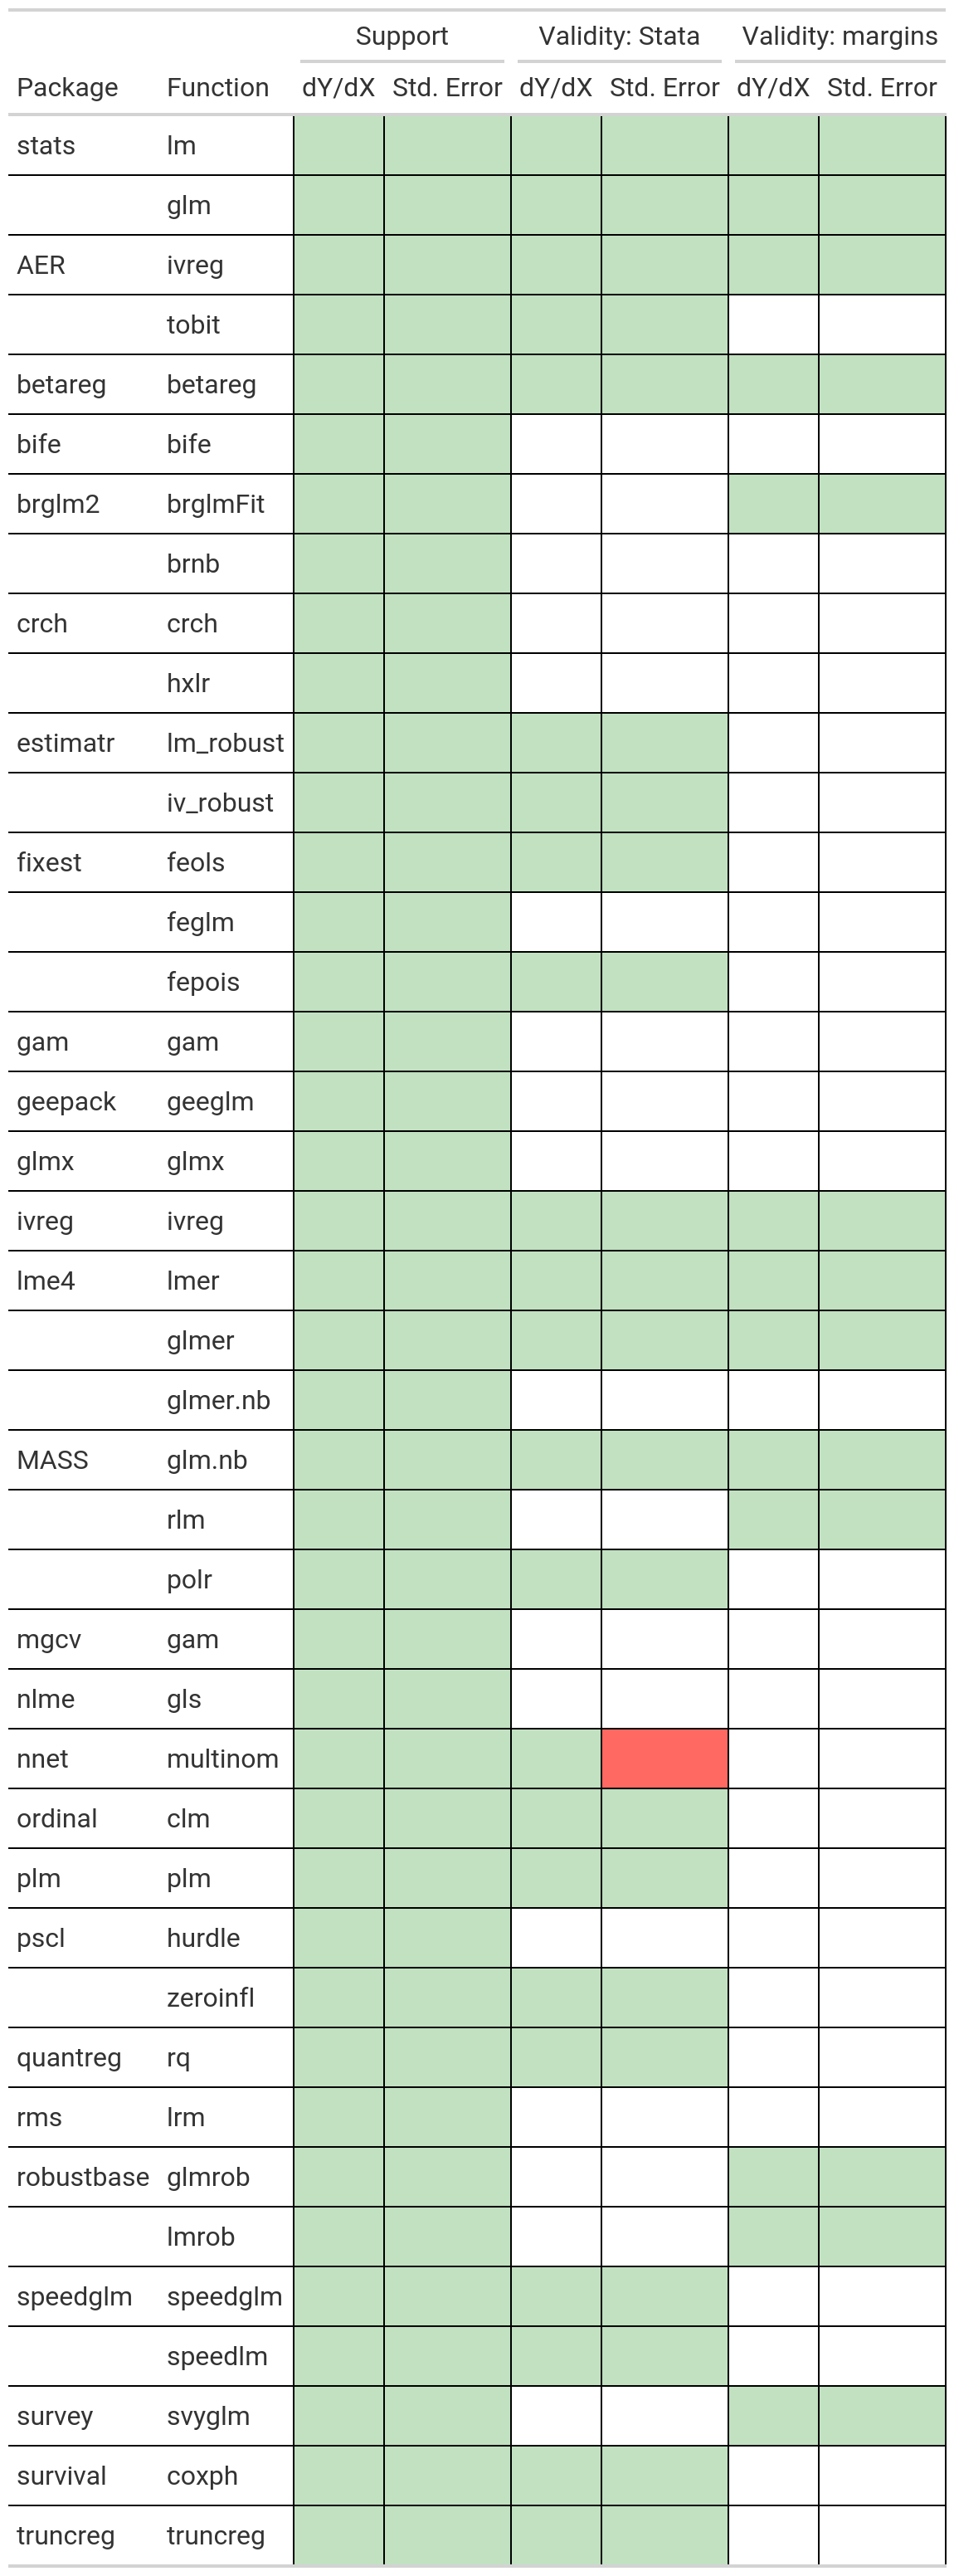 Support Validity: Stata Validity: margins
Package Function dY/dX Std. Error dY/dX Std. Error dY/dX Std. Error
stats lm
glm
AER ivreg
tobit
betareg betareg
bife bife
brglm2 brglmFit
brnb
crch crch
hxlr
estimatr lm_robust
iv_robust
fixest feols
feglm
fepois
gam gam
geepack geeglm
glmx glmx
ivreg ivreg
lme4 lmer
glmer
glmer.nb
MASS glm.nb
rlm
polr
mgcv gam
nlme gls
nnet multinom
ordinal clm
plm plm
pscl hurdle
zeroinfl
quantreg rq
rms lrm
robustbase glmrob
lmrob
speedglm speedglm
speedlm
survey svyglm
survival coxph
truncreg truncreg